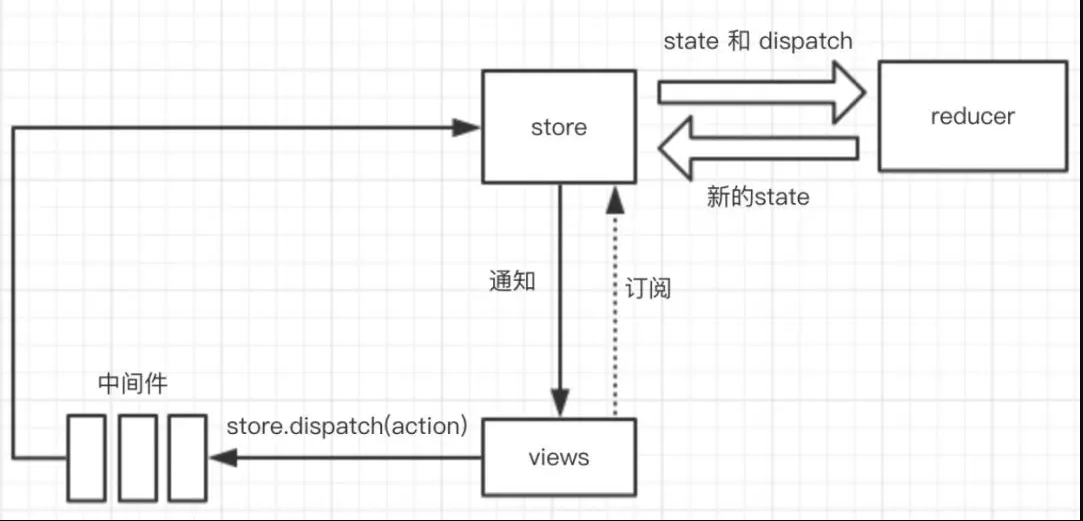 state 和 dispatch
store
reducer
新的state
通知
订阅
中间件
store.dispatch(action)
views